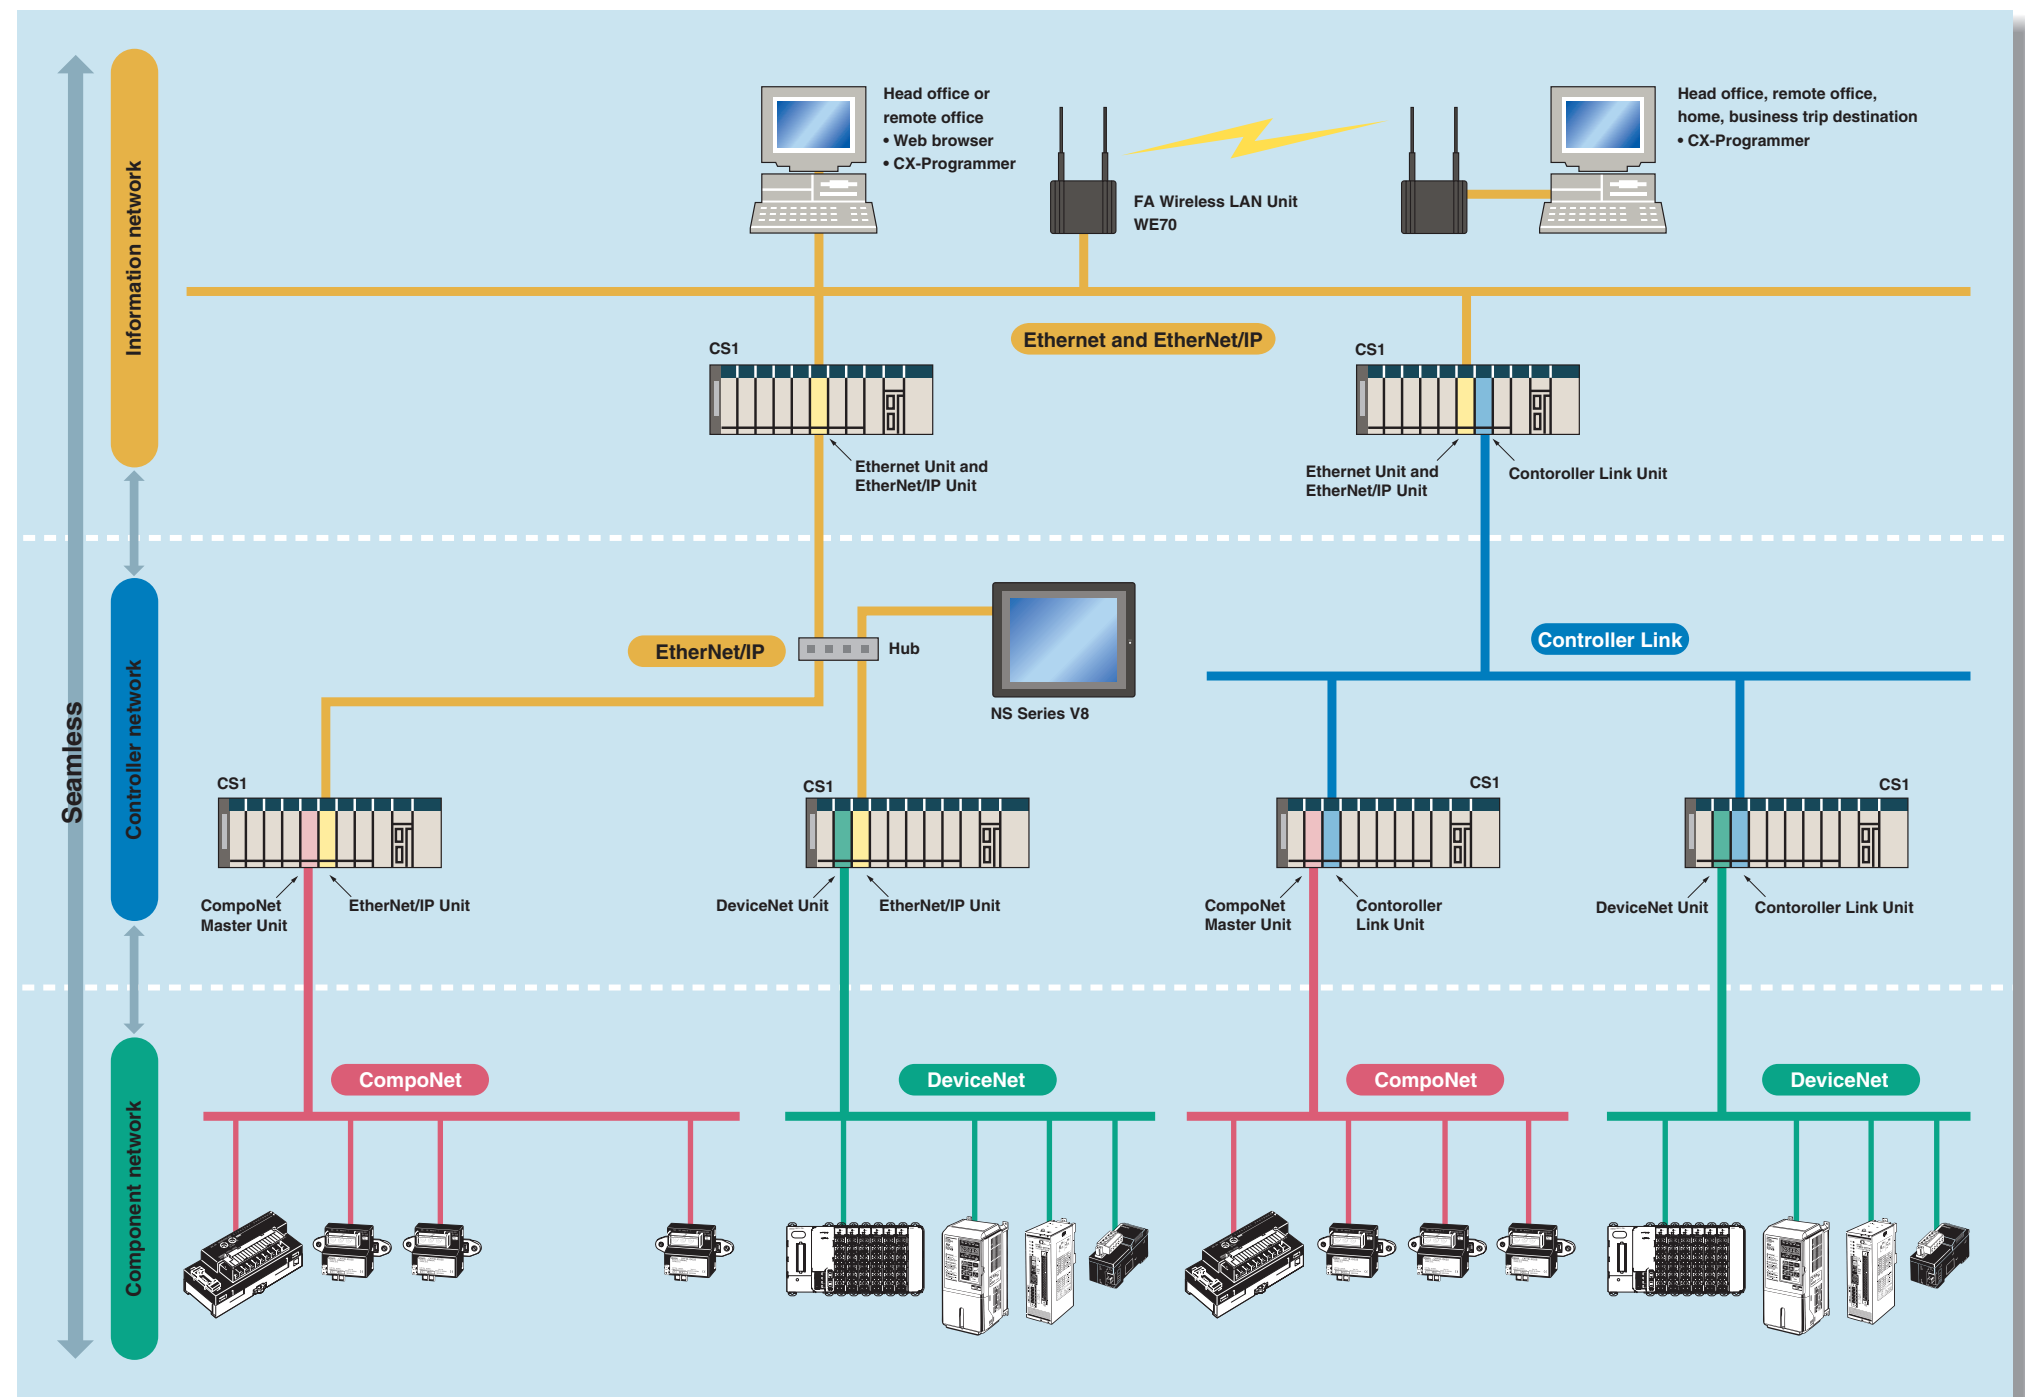 Seamless
Information network
Controller network
Component network
Head office or
remote office
• Web browser
• CX-Programmer
FA Wireless LAN Unit
WE70
Head office, remote office,
home, business trip destination
• CX-Programmer
Ethernet and EtherNet/IP
CS1
CS1
Ethernet Unit and
EtherNet/IP Unit
Ethernet Unit and
EtherNet/IP Unit
Contoroller Link Unit
EtherNet/IP
Hub
NS Series V8
Controller Link
CS1
CS1
CS1
CS1
CompoNet
Master Unit
EtherNet/IP Unit
DeviceNet Unit
EtherNet/IP Unit
CompoNet
Master Unit
Contoroller
Link Unit
DeviceNet Unit
Contoroller Link Unit
CompoNet
DeviceNet
CompoNet
DeviceNet